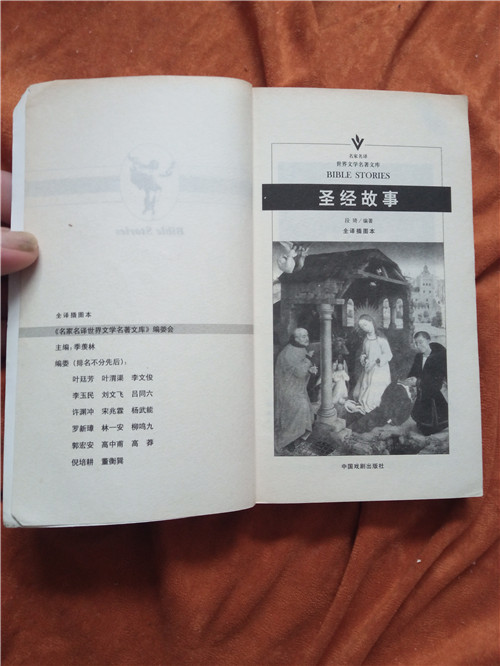 全译插图本
《名家名译世界文学名著文库》编委会
主编：季羡林
编委（排名不分先后）：
叶廷芳 叶渭渠 李文俊
李玉民 刘文飞 吕同六
许渊冲 宋兆霖 杨武能
罗新璋 林一安 柳鸣九
郭宏安 高中甫 高莽
倪培耕 董衡巽
名家名译
世界文学名著文库
BIBLE STORIES
圣经故事
编著
全译插图本
中国戏剧出版社
Bible Stories